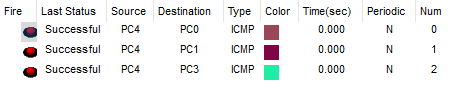 Fire Last Status Source Destination Type Color Time(sec) Periodic Num
Successful PC4 PC0 ICMP 0.000 N 0
Successful PC4 PC1 ICMP 0.000 N 1
Successful PC4 PC3 ICMP 0.000 N 2